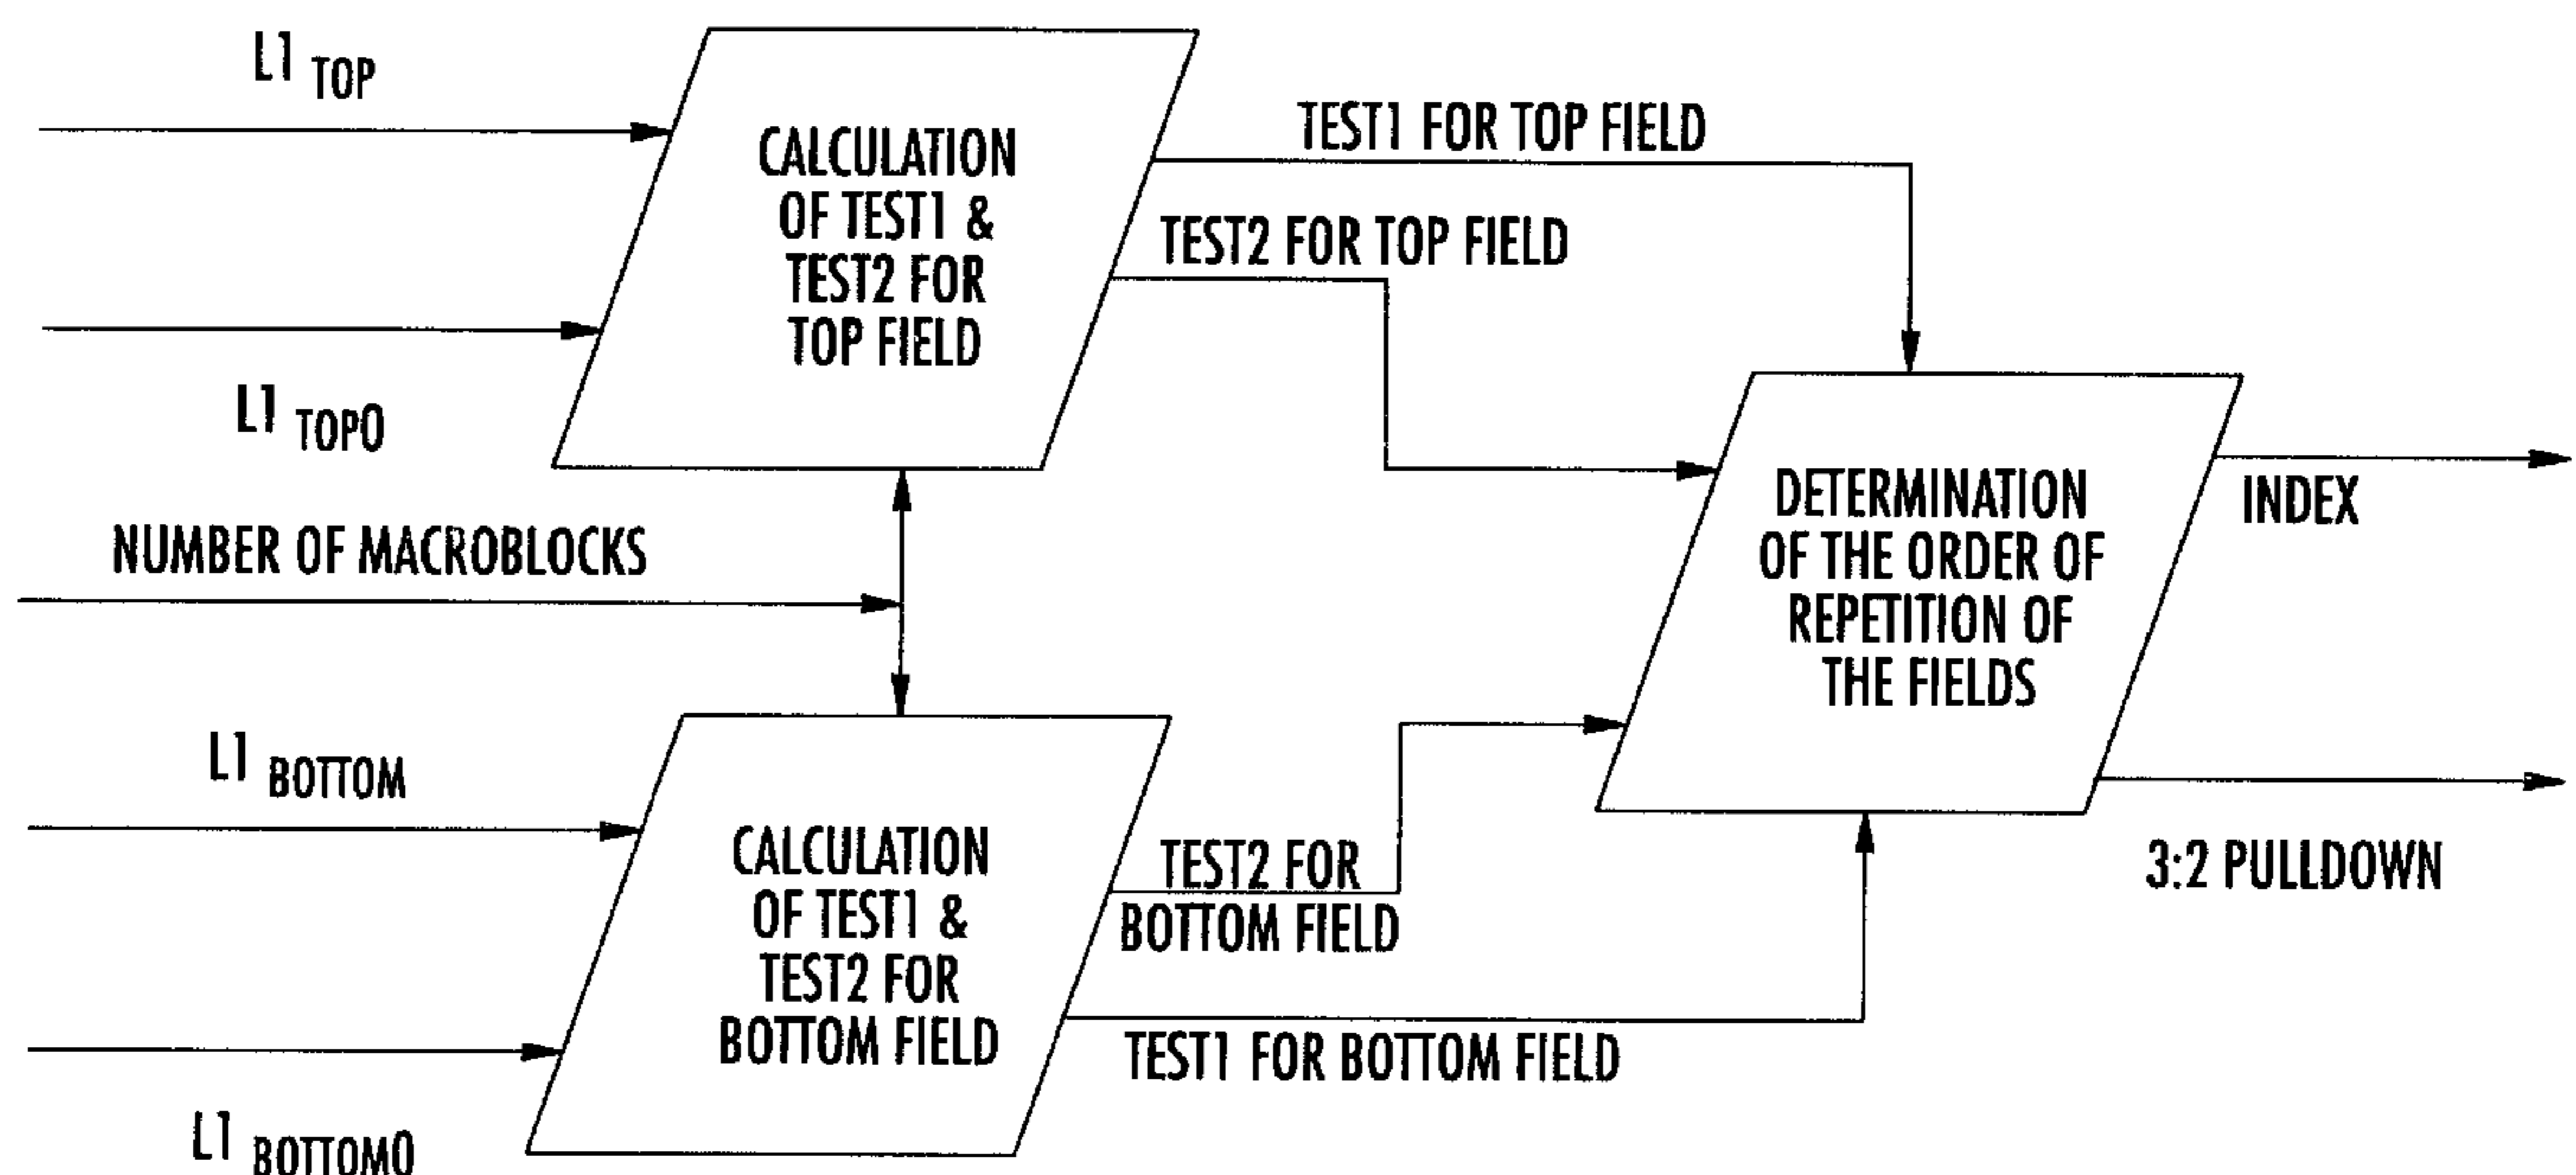 L1 TOP
L1 TOP0
NUMBER OF MACROBLOCKS
L1 BOTTOM
L1 BOTTOM0
CALCULATION
OF TEST1 &
TEST2 FOR
TOP FIELD
CALCULATION
OF TEST1 &
TEST2 FOR
BOTTOM FIELD
TEST1 FOR TOP FIELD
TEST2 FOR TOP FIELD
TEST2 FOR
BOTTOM FIELD
TEST1 FOR BOTTOM FIELD
DETERMINATION
OF THE ORDER OF
REPETITION OF
THE FIELDS
INDEX
3:2 PULLDOWN